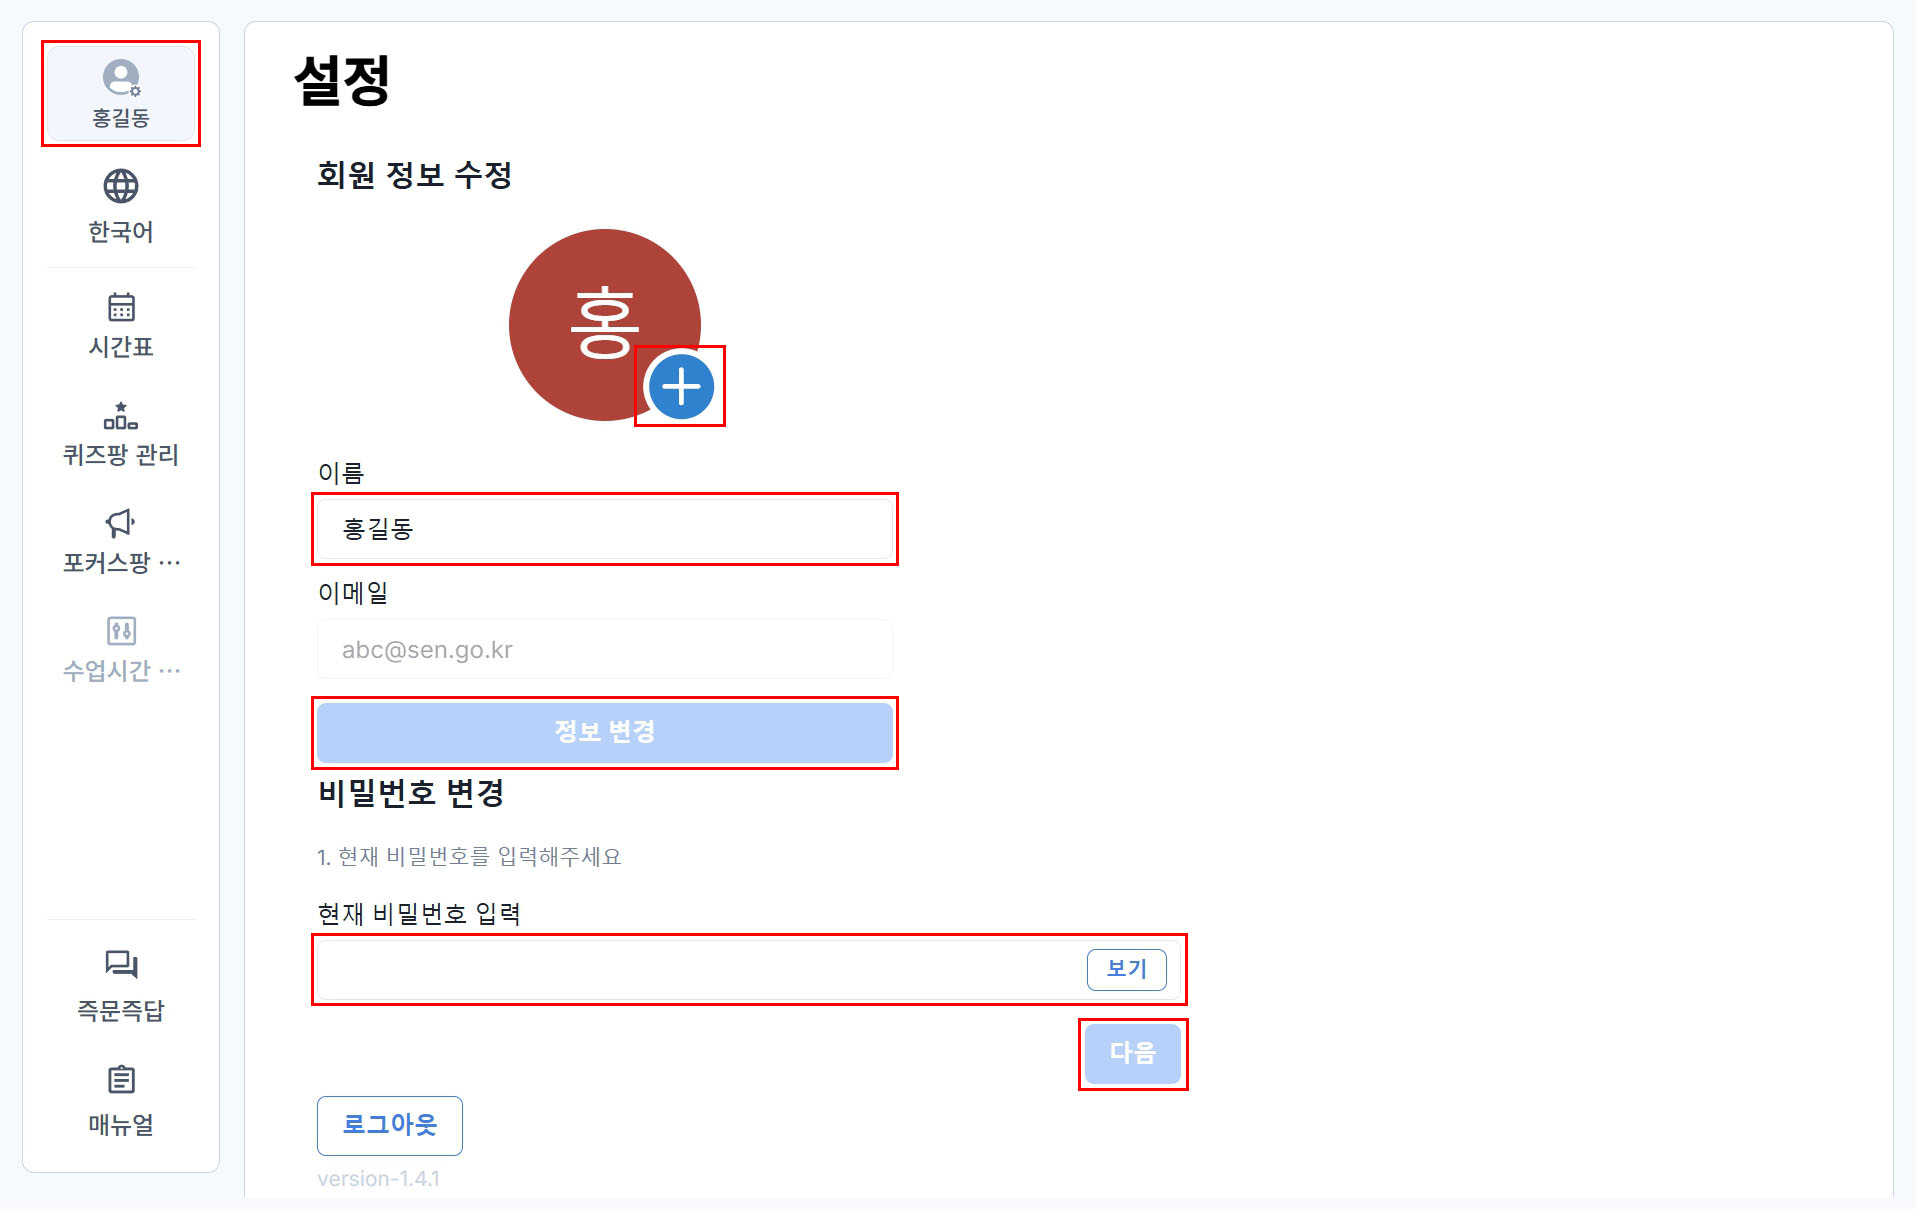 홍길동
한국어
시간표
퀴즈팡 관리
포커스팡 ⋯
수업시간 ⋯
즉문즉답
매뉴얼
설정
회원 정보 수정
홍
이름
홍길동
이메일
abc@sen.go.kr
정보 변경
비밀번호 변경
1. 현재 비밀번호를 입력해주세요
현재 비밀번호 입력
보기
다음
로그아웃
version-1.4.1